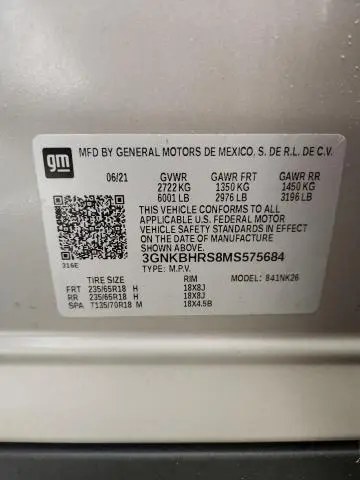 gm
MFD BY GENERAL MOTORS DE MEXICO, S. DE R.L. DE C.V.
06/21 GVWR GAWR FRT GAWR RR
2722 KG 1350 KG 1450 KG
6001 LB 2976 LB 3196 LB
THIS VEHICLE CONFORMS TO ALL
APPLICABLE U.S. FEDERAL MOTOR
VEHICLE SAFETY STANDARDS IN EFFECT
ON THE DATE OF MANUFACTURE
SHOWN ABOVE.
3GNKBHRS8MS575684
316E TYPE: M.P.V. MODEL: 841NK26
TIRE SIZE RIM
FRT 235/65R18 H 18X8J
RR 235/65R18 H 18X8J
SPA T135/70R18 M 18X4.5B